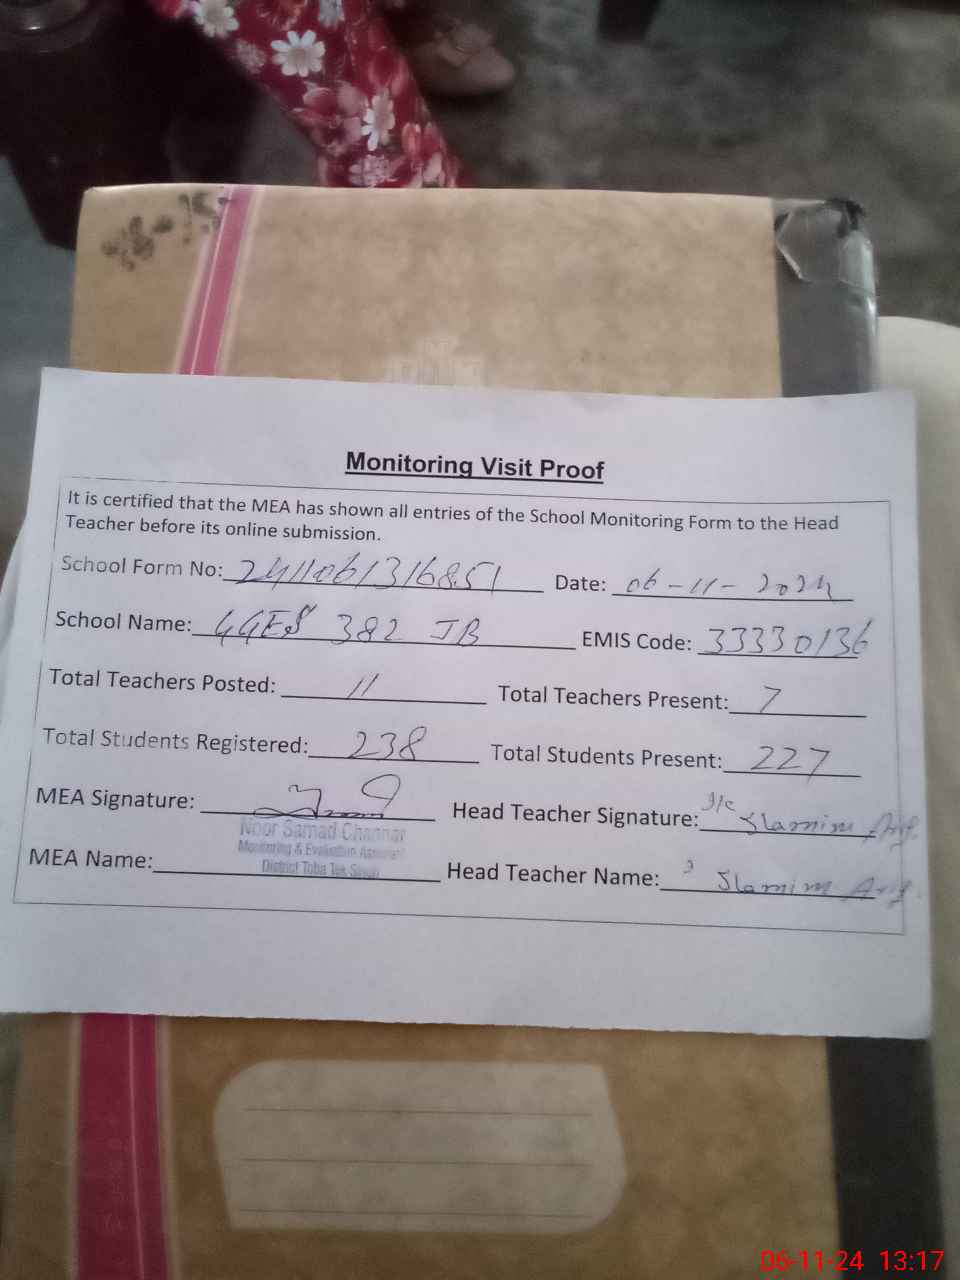 Monitoring Visit Proof
It is certified that the MEA has shown all entries of the School Monitoring Form to the Head
Teacher before its online submission.
School Form No: 2411061316851 Date: 06-11-2024
School Name: GGES 382 JB EMIS Code: 33330136
Total Teachers Posted: 11 Total Teachers Present: 7
Total Students Registered: 238 Total Students Present: 227
MEA Signature: Head Teacher Signature: I/C
Noor Samad Channar
Monitoring & Evaluation Assistant
District Toba Tek Singh
MEA Name: Head Teacher Name:
06-11-24 13:17